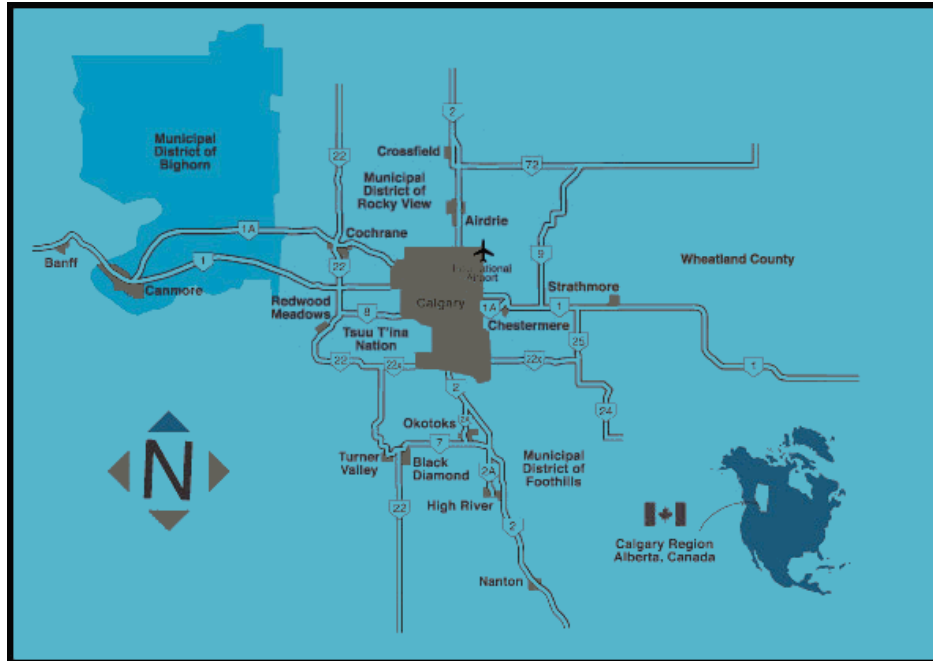 2
22
Crossfield
72
Municipal
District of
Bighorn
Municipal
District of
Rocky View
Airdrie
1A
Cochrane
9
Banff
1
22
International
Airport
Wheatland County
Canmore
Strathmore
Redwood
Meadows
8
Calgary
1A
1
Chestermere
Tsuu T'ina
Nation
25
22
22x
22x
1
2
24
Okotoks
2A
7
Turner
Valley
Black
Diamond
2A
Municipal
District of
Foothills
N
22
High River
2
Calgary Region
Alberta, Canada
Nanton